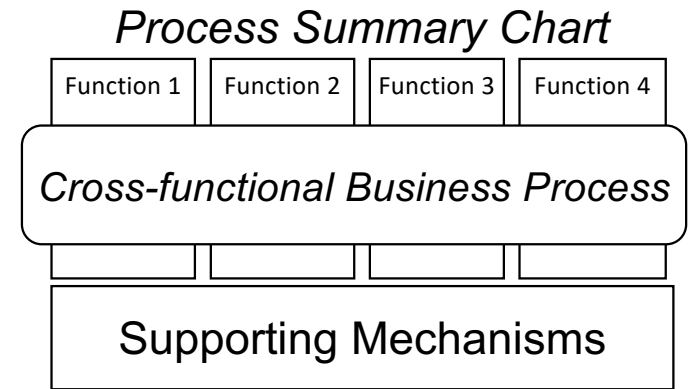 Process Summary Chart
Function 1 Function 2 Function 3 Function 4
Cross-functional Business Process
Supporting Mechanisms